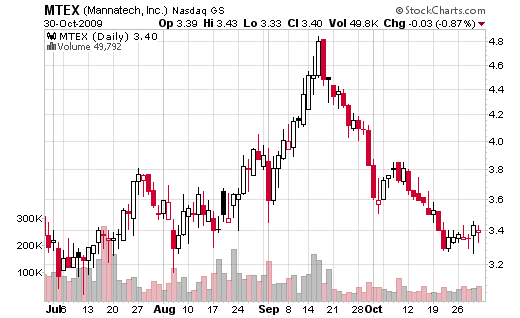 MTEX (Mannatech, Inc.) Nasdaq GS © StockCharts.com
30-Oct-2009 Op 3.39 Hi 3.43 Lo 3.33 Cl 3.40 Vol 49.8K Chg -0.03 (-0.87%)
MTEX (Daily) 3.40
Volume 49,792
4.8
4.6
4.4
4.2
4.0
3.8
3.6
3.4
3.2
300K
200K
100K
Jul6 13 20 27 Aug 10 17 24 Sep 8 14 21 28 Oct 12 19 26